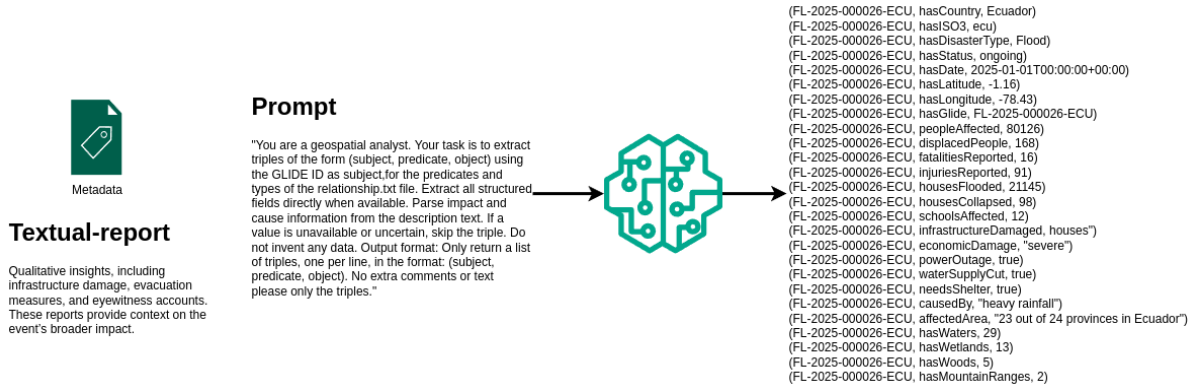 Metadata
Textual-report
Qualitative insights, including
infrastructure damage, evacuation
measures, and eyewitness accounts.
These reports provide context on the
event's broader impact.
Prompt
"You are a geospatial analyst. Your task is to extract
triples of the form (subject, predicate, object) using
the GLIDE ID as subject,for the predicates and
types of the relationship.txt file. Extract all structured
fields directly when available. Parse impact and
cause information from the description text. If a
value is unavailable or uncertain, skip the triple. Do
not invent any data. Output format: Only return a list
of triples, one per line, in the format: (subject,
predicate, object). No extra comments or text
please only the triples."
(FL-2025-000026-ECU, hasCountry, Ecuador)
(FL-2025-000026-ECU, hasISO3, ecu)
(FL-2025-000026-ECU, hasDisasterType, Flood)
(FL-2025-000026-ECU, hasStatus, ongoing)
(FL-2025-000026-ECU, hasDate, 2025-01-01T00:00:00+00:00)
(FL-2025-000026-ECU, hasLatitude, -1.16)
(FL-2025-000026-ECU, hasLongitude, -78.43)
(FL-2025-000026-ECU, hasGlide, FL-2025-000026-ECU)
(FL-2025-000026-ECU, peopleAffected, 80126)
(FL-2025-000026-ECU, displacedPeople, 168)
(FL-2025-000026-ECU, fatalitiesReported, 16)
(FL-2025-000026-ECU, injuriesReported, 91)
(FL-2025-000026-ECU, housesFlooded, 21145)
(FL-2025-000026-ECU, housesCollapsed, 98)
(FL-2025-000026-ECU, schoolsAffected, 12)
(FL-2025-000026-ECU, infrastructureDamaged, houses")
(FL-2025-000026-ECU, economicDamage, "severe")
(FL-2025-000026-ECU, powerOutage, true)
(FL-2025-000026-ECU, waterSupplyCut, true)
(FL-2025-000026-ECU, needsShelter, true)
(FL-2025-000026-ECU, causedBy, "heavy rainfall")
(FL-2025-000026-ECU, affectedArea, "23 out of 24 provinces in Ecuador")
(FL-2025-000026-ECU, hasWaters, 29)
(FL-2025-000026-ECU, hasWetlands, 13)
(FL-2025-000026-ECU, hasWoods, 5)
(FL-2025-000026-ECU, hasMountainRanges, 2)